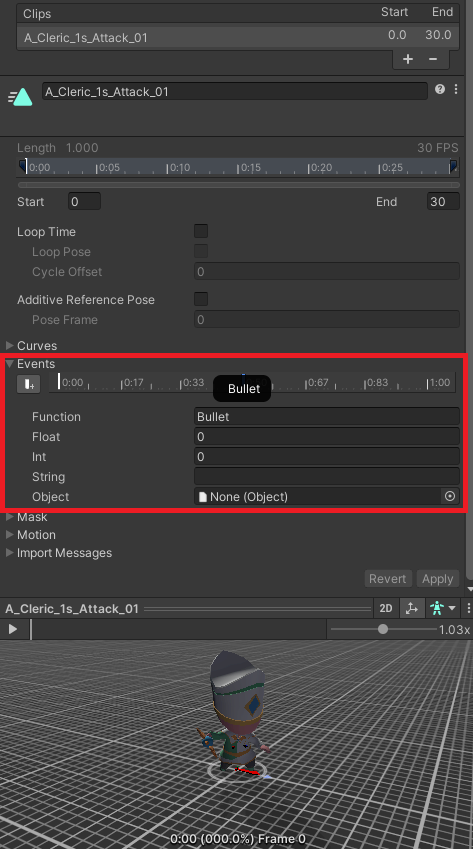 Clips Start End
A_Cleric_1s_Attack_01 0.0 30.0
+ −
A_Cleric_1s_Attack_01
Length 1.000 30 FPS
0:00 0:05 0:10 0:15 0:20 0:25
Start 0 End 30
Loop Time
Loop Pose
Cycle Offset 0
Additive Reference Pose
Pose Frame 0
Curves
Events
0:00 0:17 0:33 0:67 0:83 1:00
Bullet
Function Bullet
Float 0
Int 0
String
Object None (Object)
Mask
Motion
Import Messages
Revert Apply
A_Cleric_1s_Attack_01 2D
1.03x
0:00 (000.0%) Frame 0